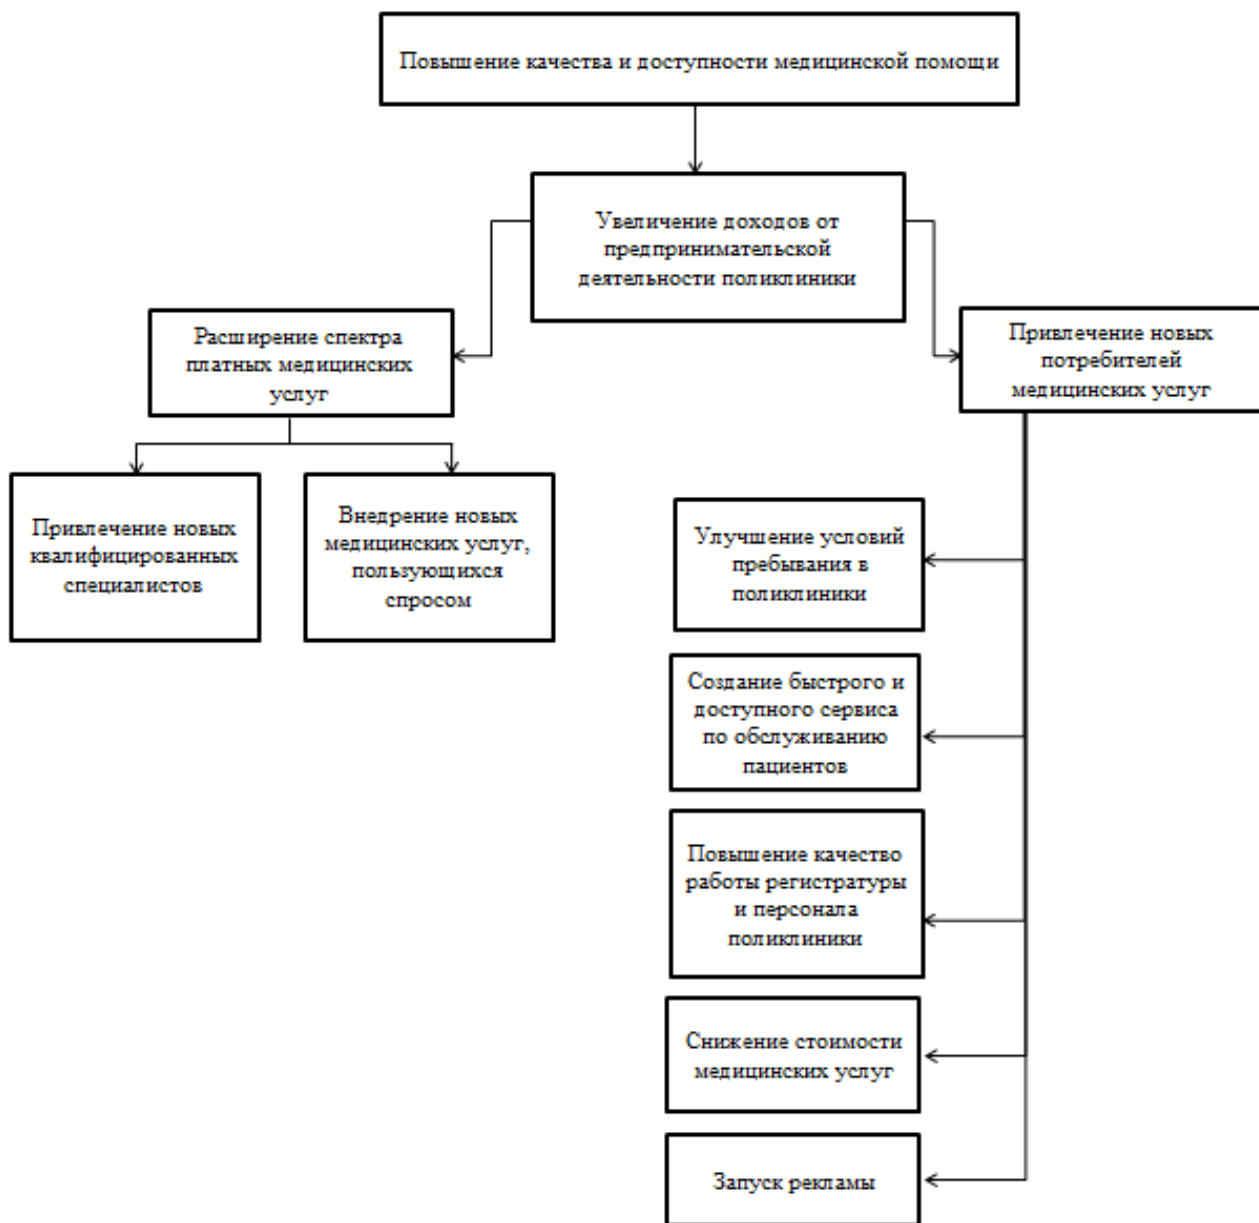 Повышение качества и доступности медицинской помощи
Увеличение доходов от
предпринимательской
деятельности поликлиники
Расширение спектра
платных медицинских
услуг
Привлечение новых
потребителей
медицинских услуг
Привлечение новых
квалифицированных
специалистов
Внедрение новых
медицинских услуг,
пользующихся
спросом
Улучшение условий
пребывания в
поликлиники
Создание быстрого и
доступного сервиса
по обслуживанию
пациентов
Повышение качество
работы регистратуры
и персонала
поликлиники
Снижение стоимости
медицинских услуг
Запуск рекламы